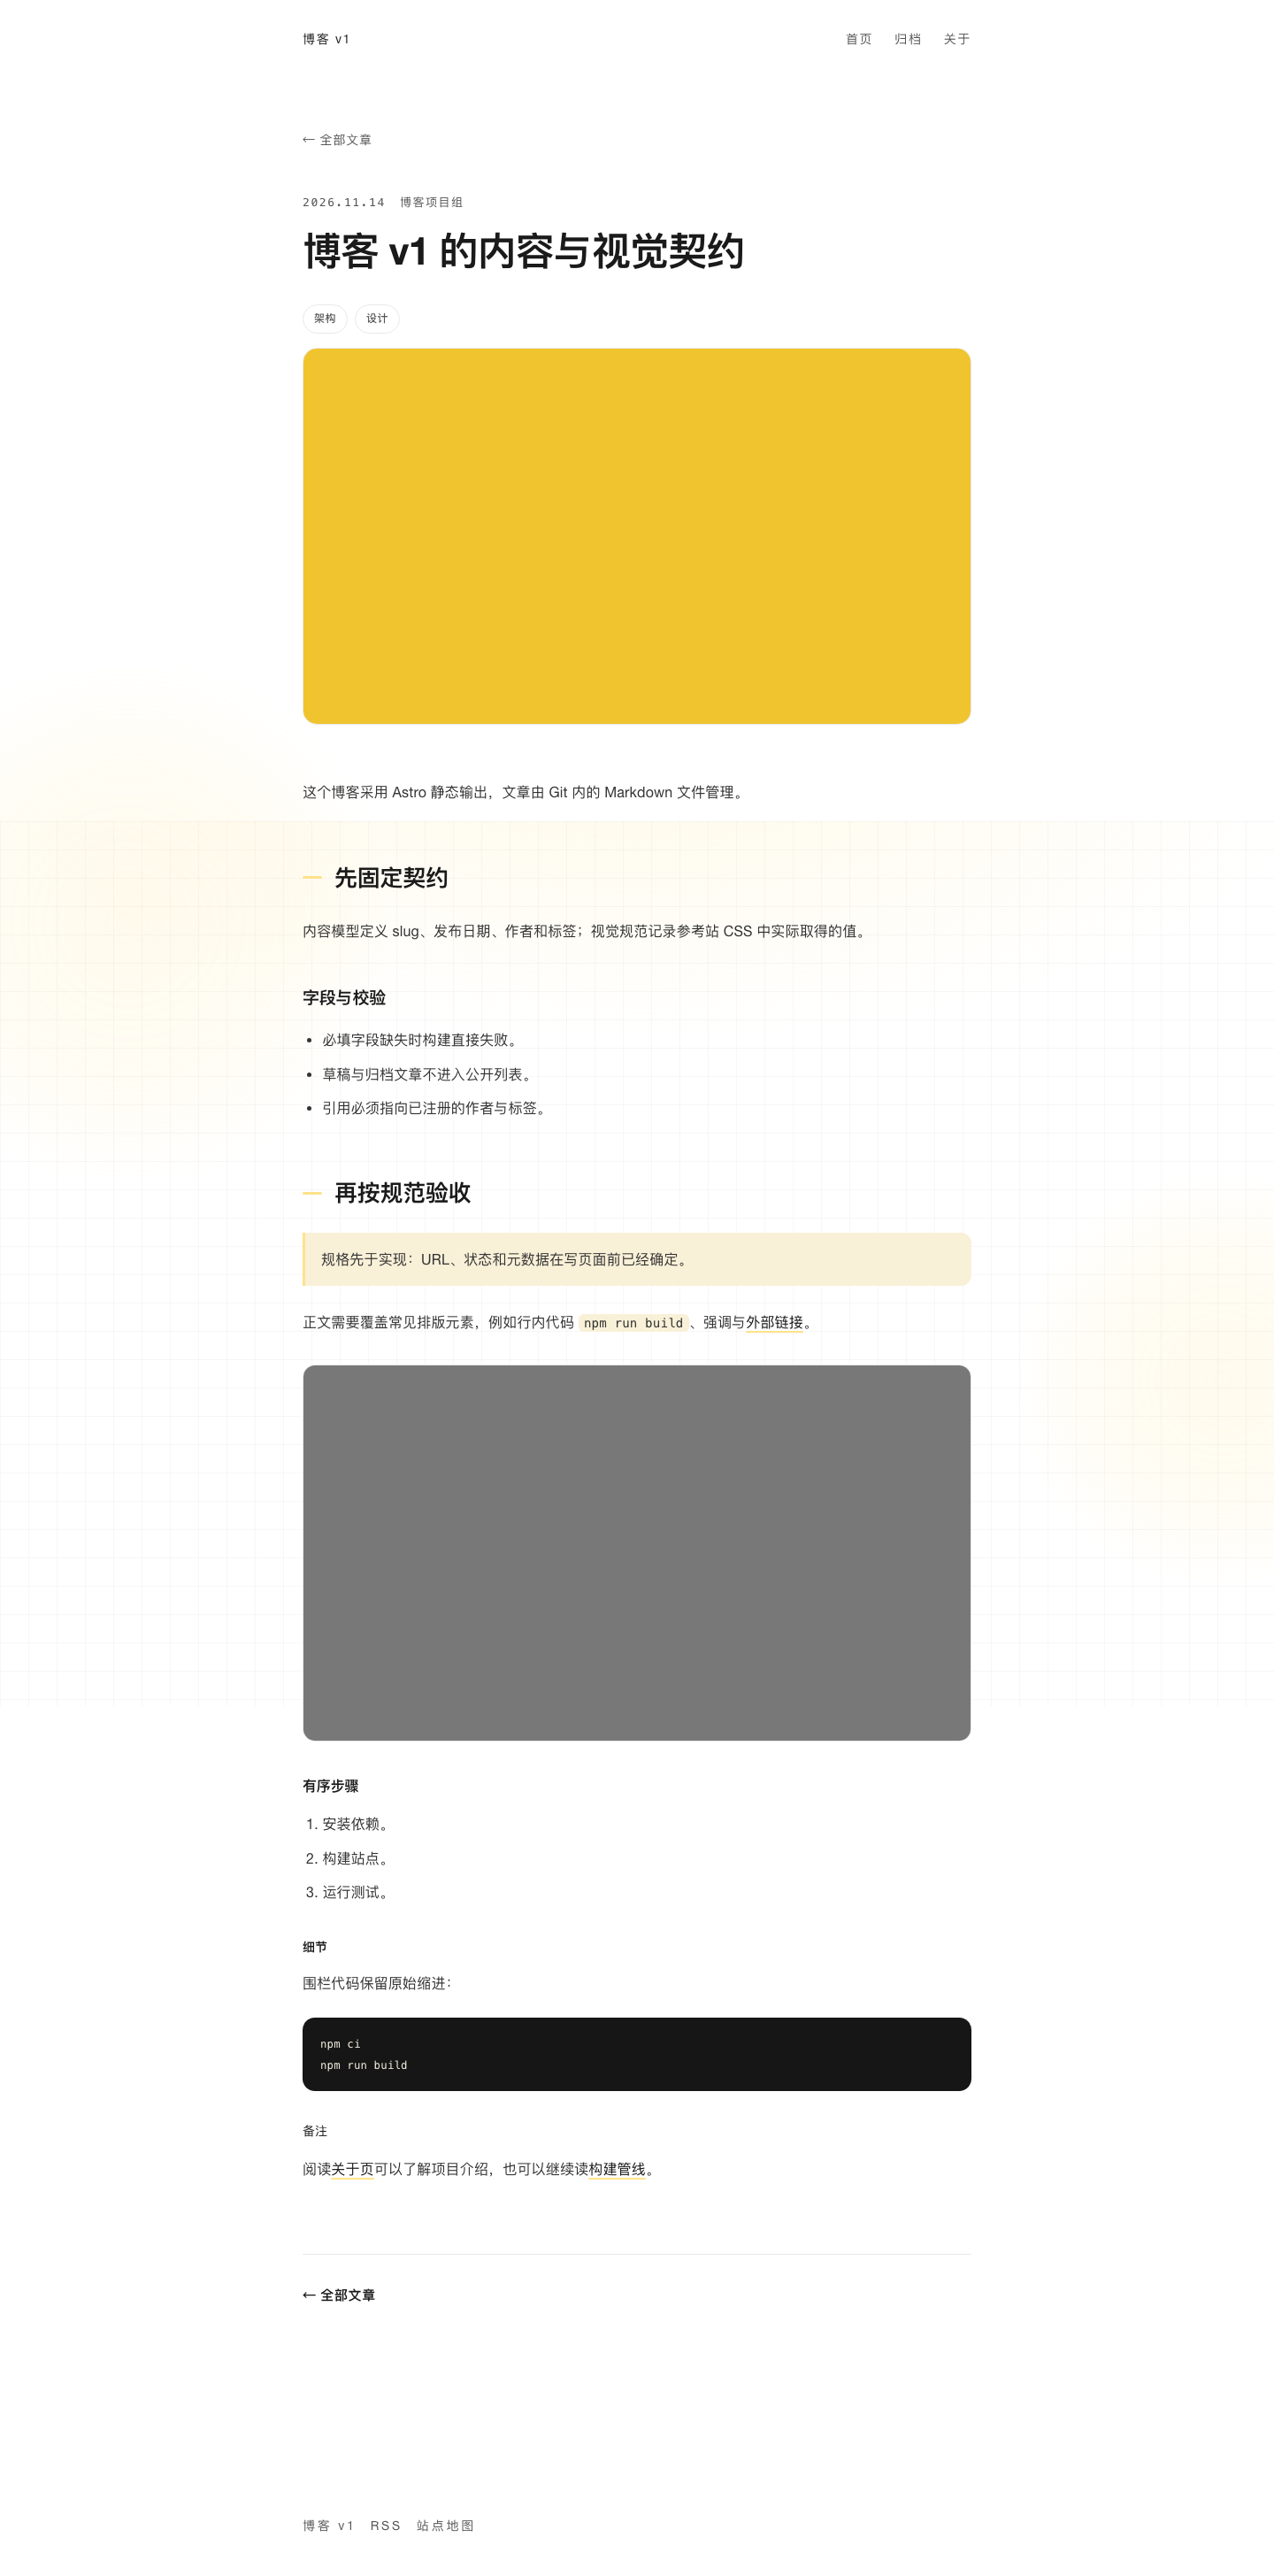 博客 v1
首页 归档 关于
← 全部文章
2026.11.14 博客项目组
博客 v1 的内容与视觉契约
架构 设计
这个博客采用 Astro 静态输出，文章由 Git 内的 Markdown 文件管理。
先固定契约
内容模型定义 slug、发布日期、作者和标签；视觉规范记录参考站 CSS 中实际取得的值。
字段与校验
• 必填字段缺失时构建直接失败。
• 草稿与归档文章不进入公开列表。
• 引用必须指向已注册的作者与标签。
再按规范验收
规格先于实现：URL、状态和元数据在写页面前已经确定。
正文需要覆盖常见排版元素，例如行内代码 npm run build、强调与外部链接。
有序步骤
1. 安装依赖。
2. 构建站点。
3. 运行测试。
细节
围栏代码保留原始缩进：
npm ci
npm run build
备注
阅读关于页可以了解项目介绍，也可以继续读构建管线。
← 全部文章
博客 v1 RSS 站点地图